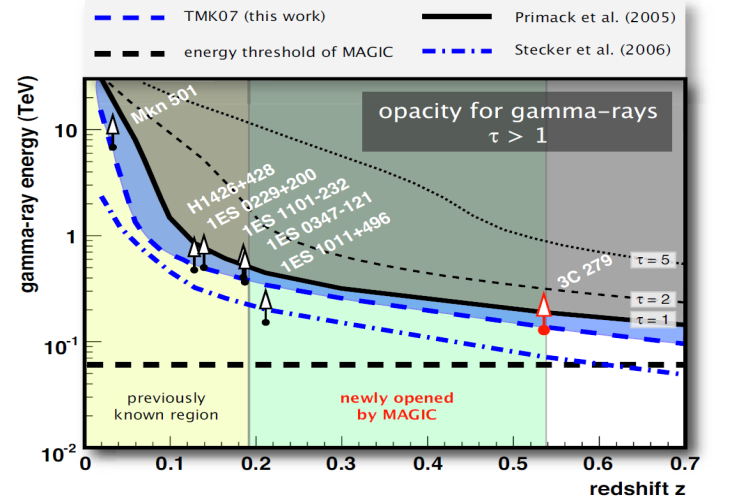 TMK07 (this work)
Primack et al. (2005)
energy threshold of MAGIC
Stecker et al. (2006)
gamma-ray energy (TeV)
10
1
10-1
10-2
opacity for gamma-rays
τ > 1
Mkn 501
H1426+428
1ES 0229+200
1ES 1101-232
1ES 0347-121
1ES 1011+496
3C 279
τ = 5
τ = 2
τ = 1
previously
known region
newly opened
by MAGIC
0 0.1 0.2 0.3 0.4 0.5 0.6 0.7
redshift z